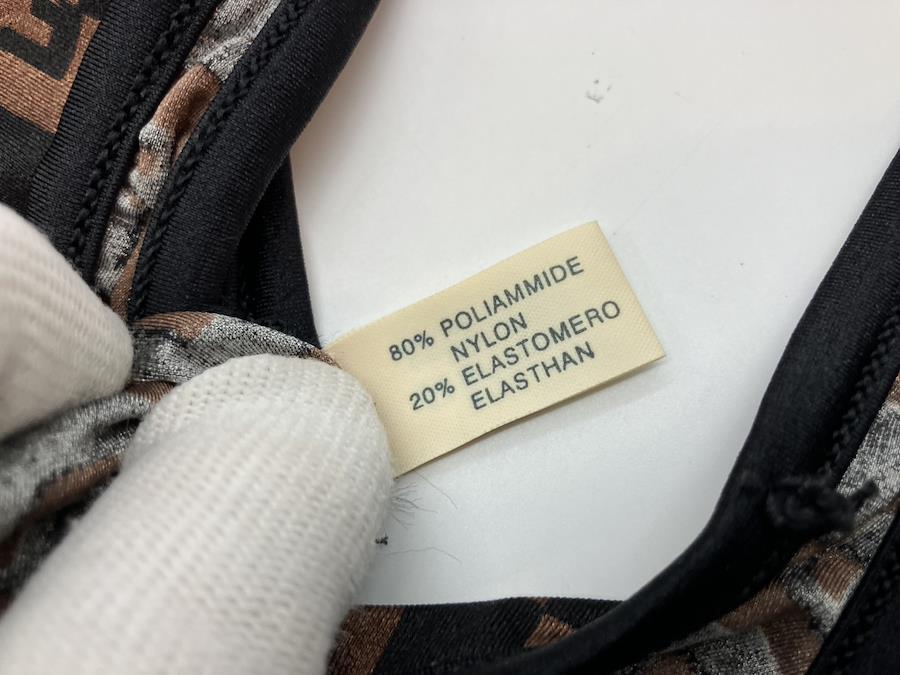 80% POLIAMMIDE
NYLON
20% ELASTOMERO
ELASTHAN